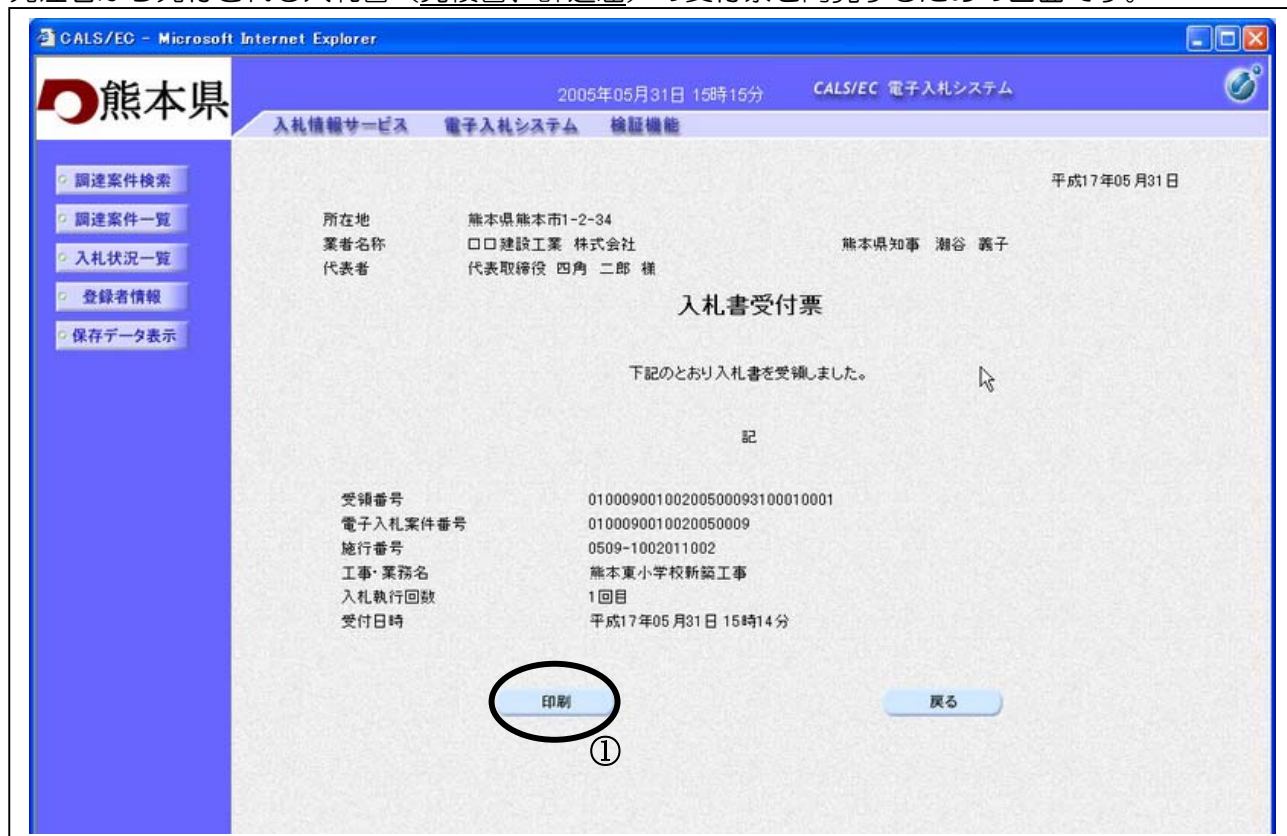 CALS/EC - Microsoft Internet Explorer
熊本県
2005年05月31日 15時15分
CALS/EC 電子入札システム
入札情報サービス 電子入札システム 検証機能
調達案件検索
調達案件一覧
入札状況一覧
登録者情報
保存データ表示
平成17年05月31日
所在地 熊本県熊本市1-2-34
業者名称 口口建設工業 株式会社
熊本県知事 潮谷 義子
代表者 代表取締役 四角 二郎 様
入札書受付票
下記のとおり入札書を受領しました。
記
受領番号 01000900100200500093100010001
電子入札案件番号 0100090010020050009
施行番号 0509-1002011002
工事・業務名 熊本東小学校新築工事
入札執行回数 1回目
受付日時 平成17年05月31日 15時14分
印刷
戻る
①